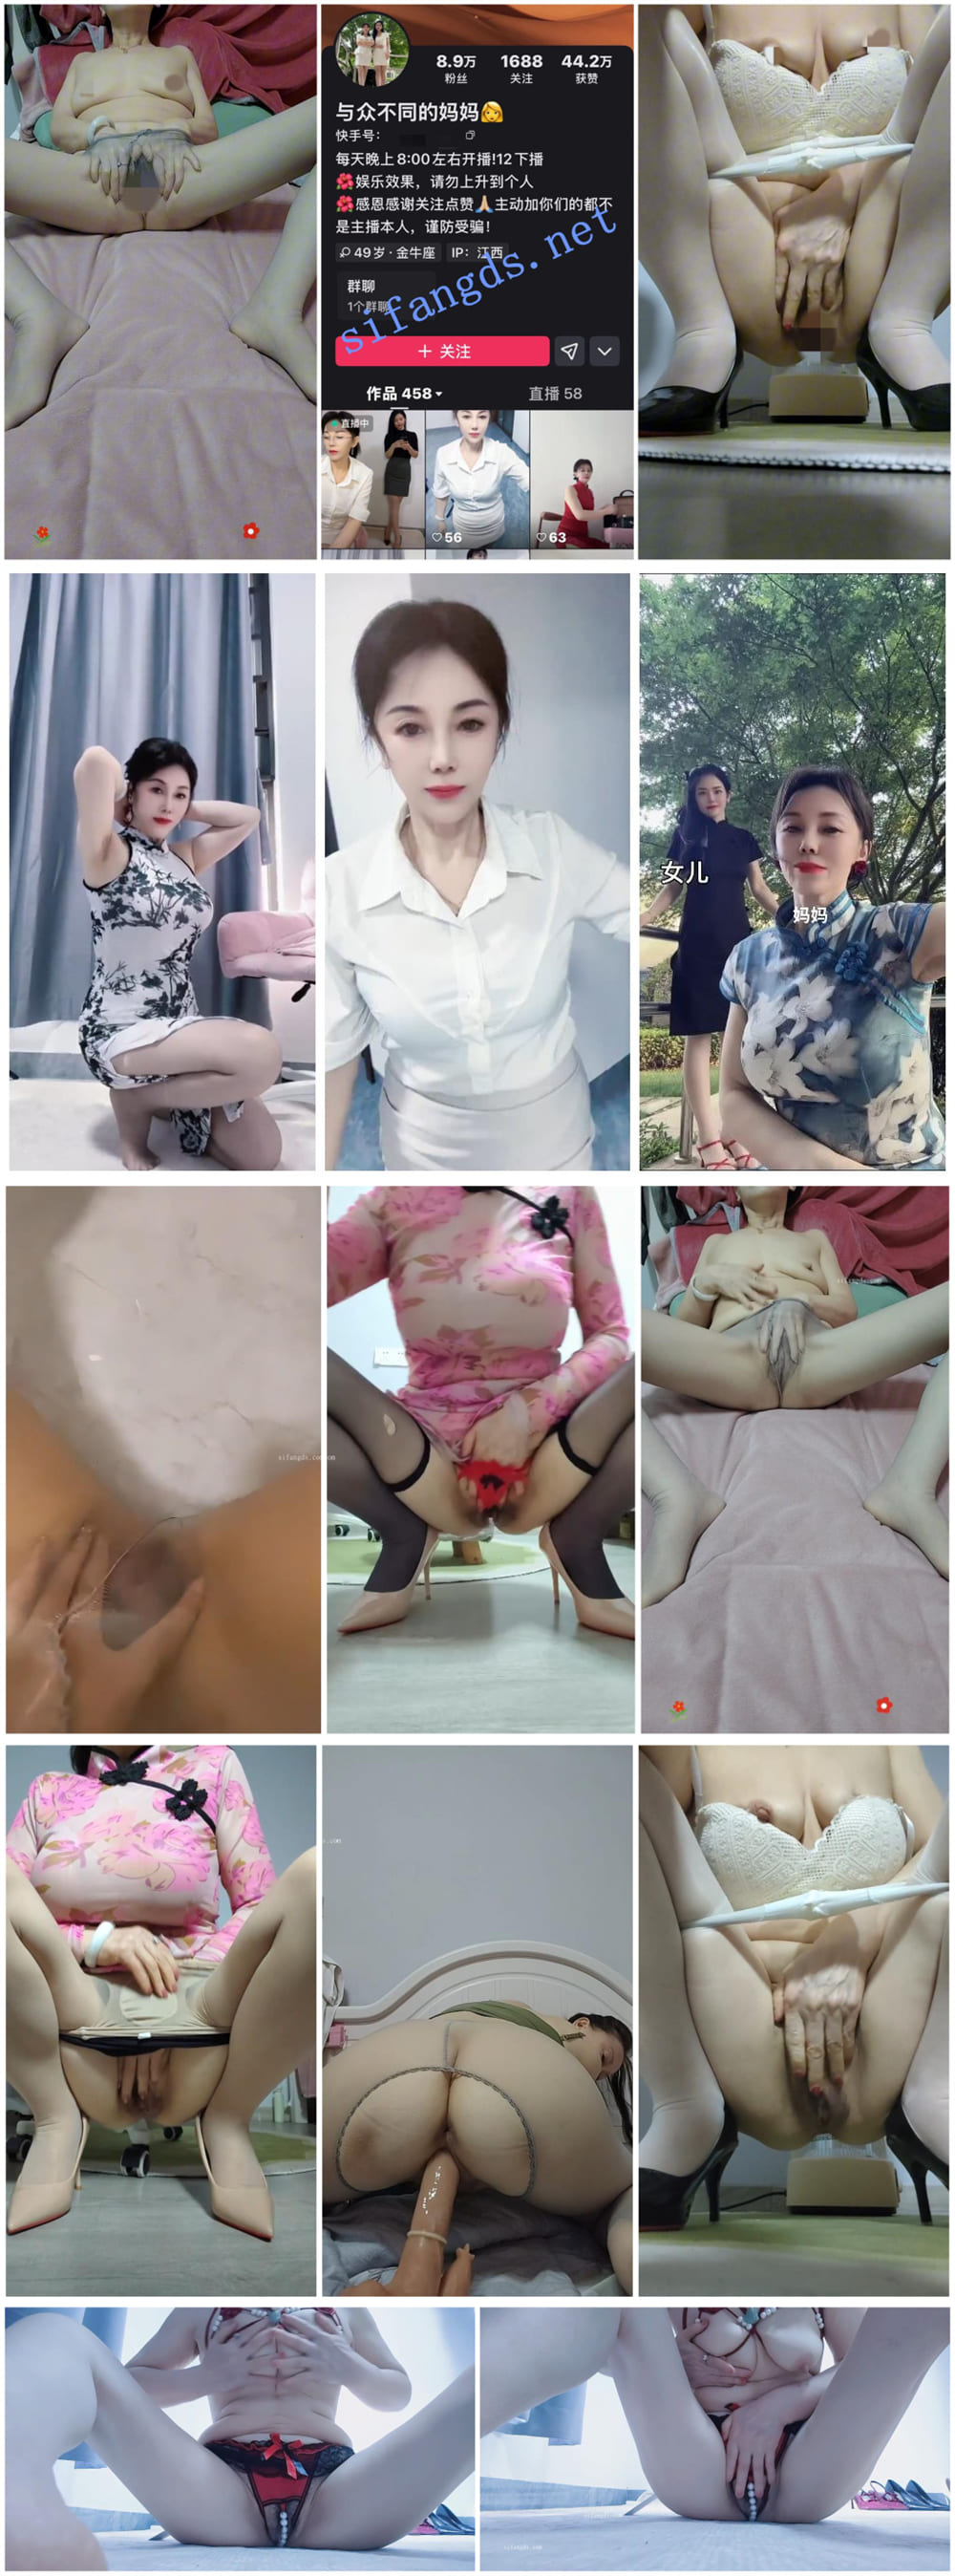 8.9万
1688
44.2万
粉丝
关注
获赞
与众不同的妈妈
快手号：
每天晚上8:00左右开播!12下播
🌺娱乐效果，请勿上升到个人
🌺感恩感谢关注点赞🙏主动加你们的都不
是主播本人，谨防受骗！
49岁·金牛座
IP：江西
群聊
1个群聊
sifangds.net
+ 关注
作品 458
直播 58
直播中
56
63
女儿
妈妈
sifangds.com
sifangds.com
s.com
sifangds.com